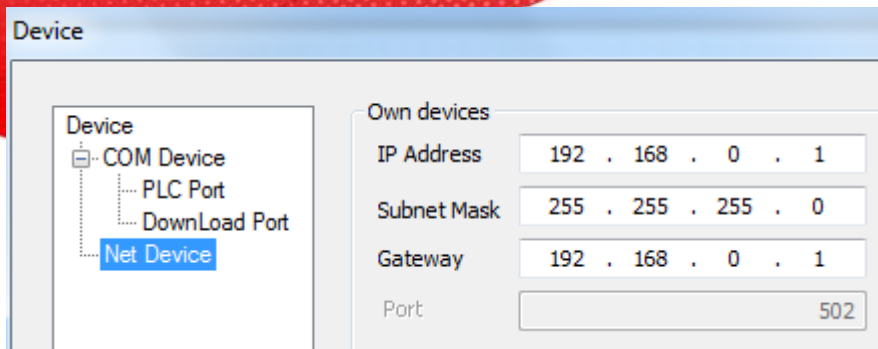 Device
Device
COM Device
PLC Port
DownLoad Port
Net Device
Own devices
IP Address 192 . 168 . 0 . 1
Subnet Mask 255 . 255 . 255 . 0
Gateway 192 . 168 . 0 . 1
Port 502